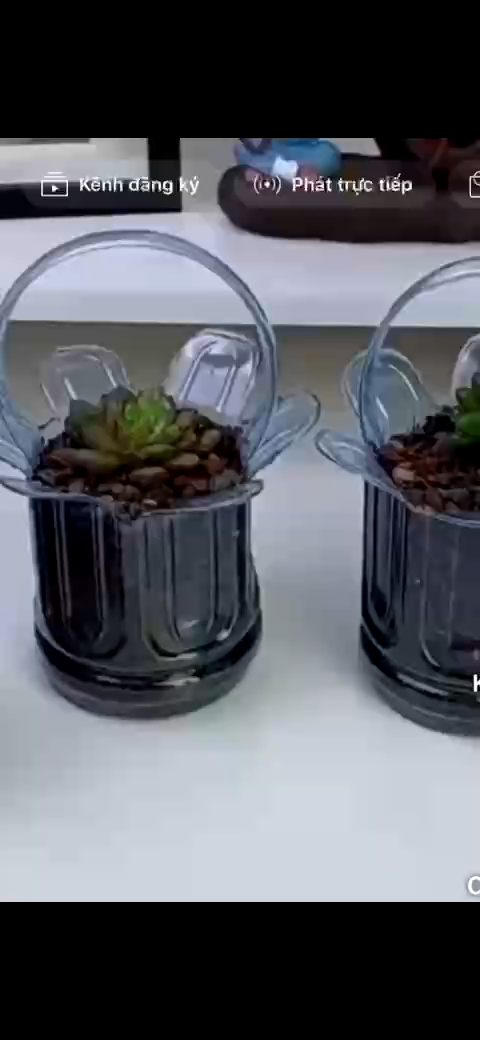 Kênh đăng ký
Phát trực tiếp